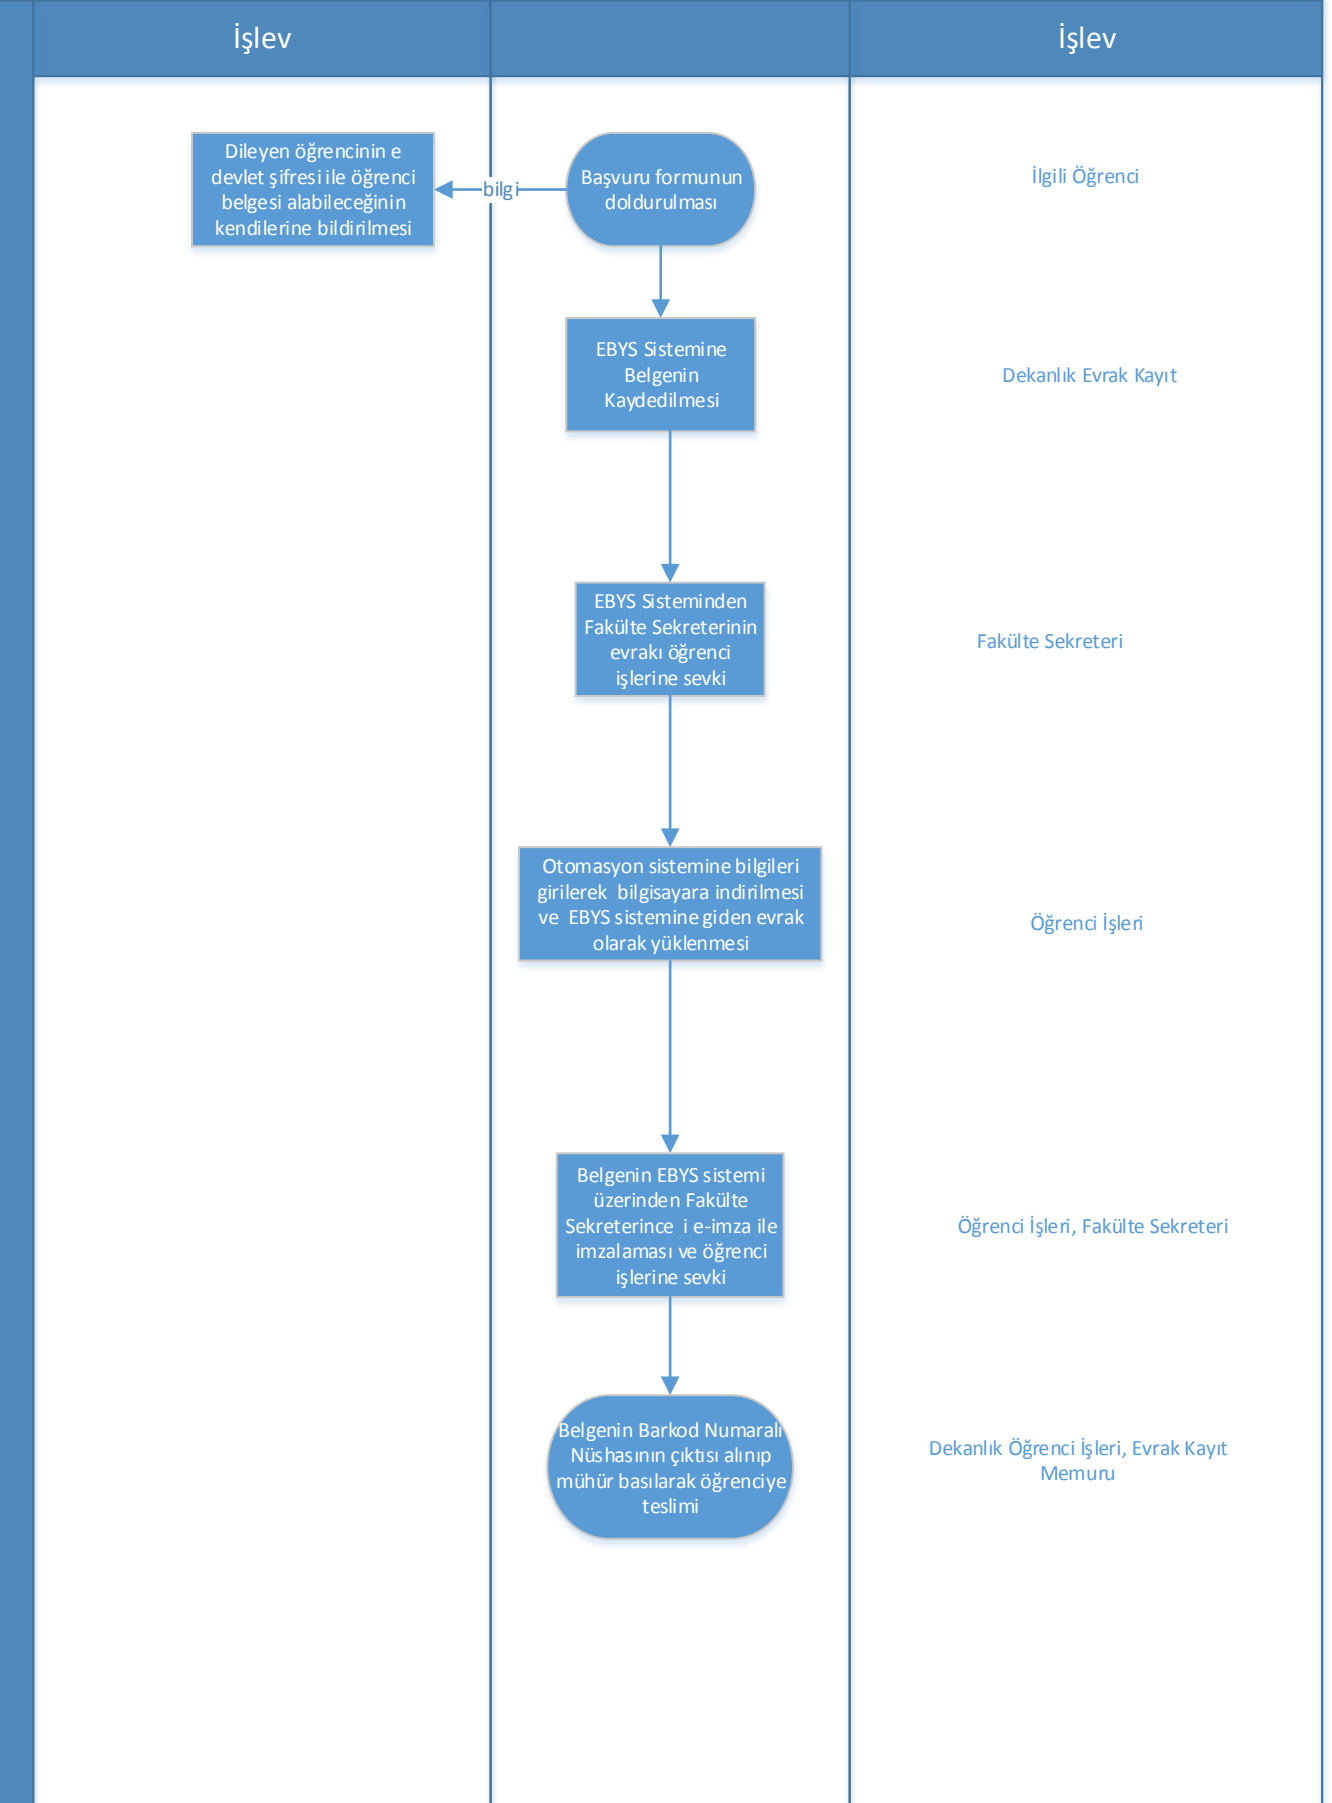 İşlev
İşlev
Dileyen öğrencinin e
devlet şifresi ile öğrenci
belgesi alabileceğinin
kendilerine bildirilmesi
bilgi
Başvuru formunun
doldurulması
İlgili Öğrenci
EBYS Sistemine
Belgenin
Kaydedilmesi
Dekanlık Evrak Kayıt
EBYS Sisteminden
Fakülte Sekreterinin
evrakı öğrenci
işlerine sevki
Fakülte Sekreteri
Otomasyon sistemine bilgileri
girilerek bilgisayara indirilmesi
ve EBYS sistemine giden evrak
olarak yüklenmesi
Öğrenci İşleri
Belgenin EBYS sistemi
üzerinden Fakülte
Sekreterince i e-imza ile
imzalaması ve öğrenci
işlerine sevki
Öğrenci İşleri, Fakülte Sekreteri
Belgenin Barkod Numaralı
Nüshasının çıktısı alınıp
mühür basılarak öğrenciye
teslimi
Dekanlık Öğrenci İşleri, Evrak Kayıt
Memuru